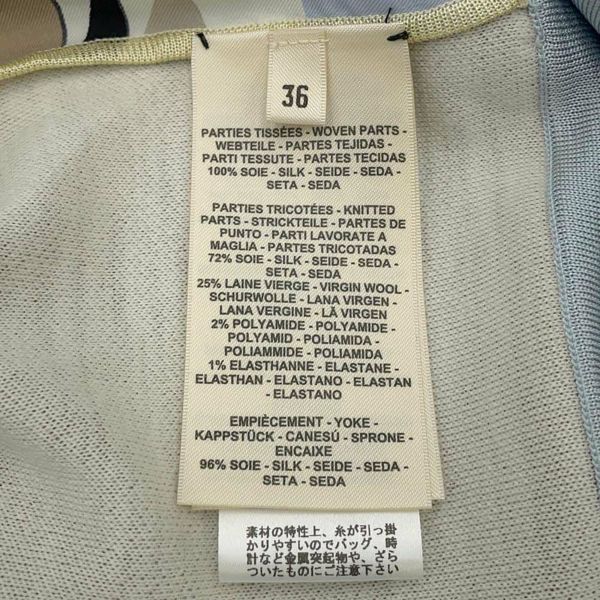 36
PARTIES TISSÉES - WOVEN PARTS -
WEBTEILE - PARTES TEJIDAS -
PARTI TESSUTE - PARTES TECIDAS
100% SOIE - SILK - SEIDE - SEDA -
SETA - SEDA
PARTIES TRICOTÉES - KNITTED
PARTS - STRICKTEILE - PARTES DE
PUNTO - PARTI LAVORATE A
MAGLIA - PARTES TRICOTADAS
72% SOIE - SILK - SEIDE - SEDA -
SETA - SEDA
25% LAINE VIERGE - VIRGIN WOOL -
SCHURWOLLE - LANA VIRGEN -
LANA VERGINE - LÃ VIRGEN
2% POLYAMIDE - POLYAMIDE -
POLYAMID - POLIAMIDA -
POLIAMMIDE - POLIAMIDA
1% ELASTHANNE - ELASTANE -
ELASTHAN - ELASTANO - ELASTAN
- ELASTANO
EMPIÈCEMENT - YOKE -
KAPPSTÜCK - CANESÚ - SPRONE -
ENCAIXE
96% SOIE - SILK - SEIDE - SEDA -
SETA - SEDA
素材の特性上、糸が引っ掛
かりやすいのでバッグ、時
計など金属突起物や、ざら
ついたものにご注意下さい